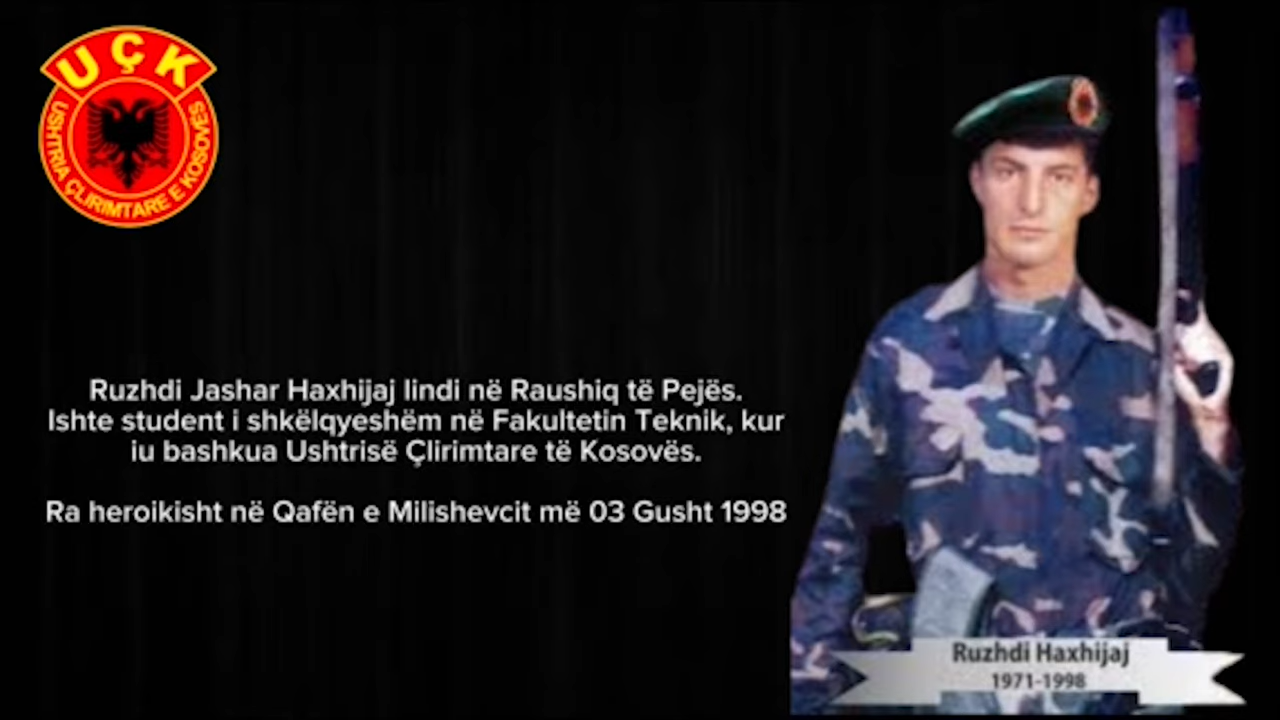 UÇK
USHTRIA ÇLIRIMTARE E KOSOVËS
Ruzhdi Jashar Haxhijaj lindi në Raushiq të Pejës.
Ishte student i shkëlqyeshëm në Fakultetin Teknik, kur
iu bashkua Ushtrisë Çlirimtare të Kosovës.
Ra heroikisht në Qafën e Milishevcit më 03 Gusht 1998
Ruzhdi Haxhijaj
1971-1998